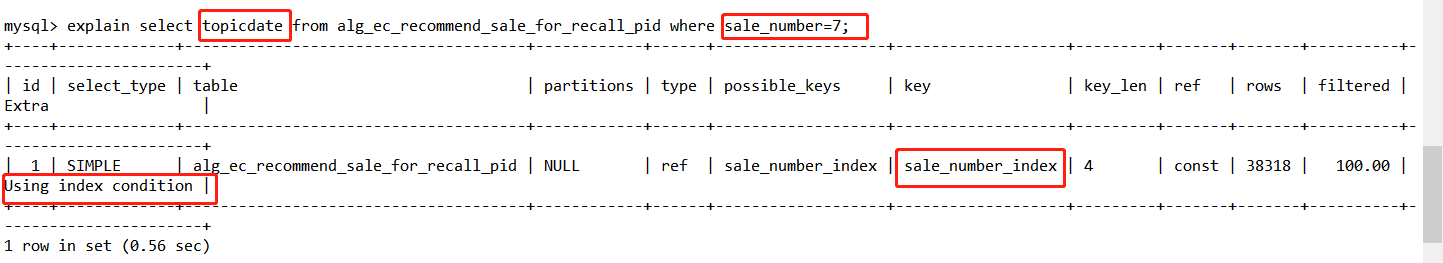 mysql> explain select topicdate from alg_ec_recommend_sale_for_recall_pid where sale_number=7;
+----+-------------+--------------------------------------+------------+------+-------------------+-------------------+---------+-------+-------+----------+-
----------------------+
| id | select_type | table                                | partitions | type | possible_keys     | key               | key_len | ref   | rows  | filtered |
Extra                 |
+----+-------------+--------------------------------------+------------+------+-------------------+-------------------+---------+-------+-------+----------+-
----------------------+
|  1 | SIMPLE      | alg_ec_recommend_sale_for_recall_pid | NULL       | ref  | sale_number_index | sale_number_index | 4       | const | 38318 |   100.00 |
Using index condition |
+----+-------------+--------------------------------------+------------+------+-------------------+-------------------+---------+-------+-------+----------+-
----------------------+
1 row in set (0.56 sec)